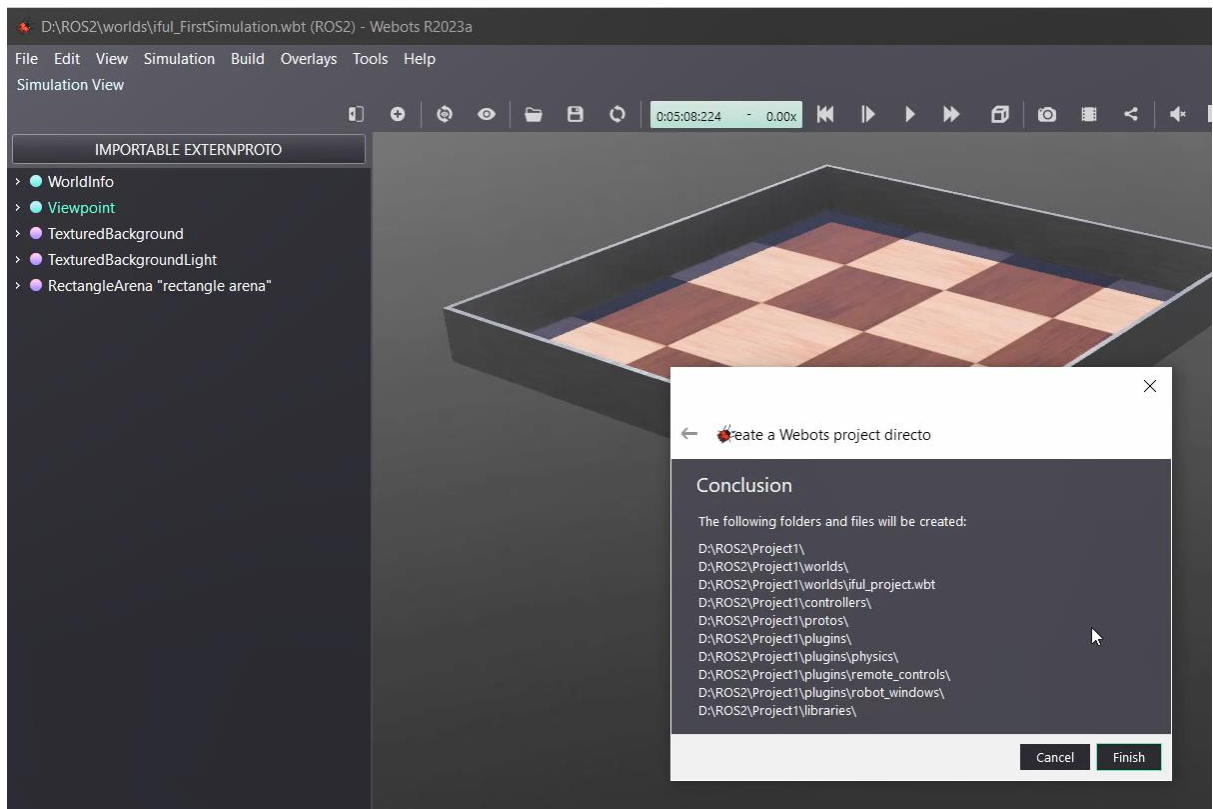 D:\ROS2\worlds\iful_FirstSimulation.wbt (ROS2) - Webots R2023a
File Edit View Simulation Build Overlays Tools Help
Simulation View
0:05:08:224 - 0.00x
IMPORTABLE EXTERNPROTO
WorldInfo
Viewpoint
TexturedBackground
TexturedBackgroundLight
RectangleArena "rectangle arena"
eate a Webots project directo
Conclusion
The following folders and files will be created:
D:\ROS2\Project1\
D:\ROS2\Project1\worlds\
D:\ROS2\Project1\worlds\iful_project.wbt
D:\ROS2\Project1\controllers\
D:\ROS2\Project1\protos\
D:\ROS2\Project1\plugins\
D:\ROS2\Project1\plugins\physics\
D:\ROS2\Project1\plugins\remote_controls\
D:\ROS2\Project1\plugins\robot_windows\
D:\ROS2\Project1\libraries\
Cancel Finish